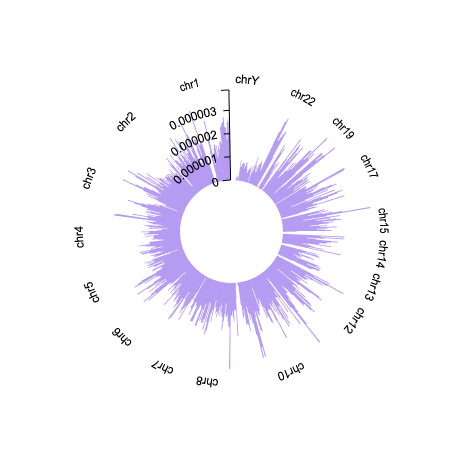 chr1
chrY
chr22
chr19
chr17
chr15
chr14
chr13
chr12
chr10
chr8
chr7
chr6
chr5
chr4
chr3
chr2
0.000003
0.000002
0.000001
0